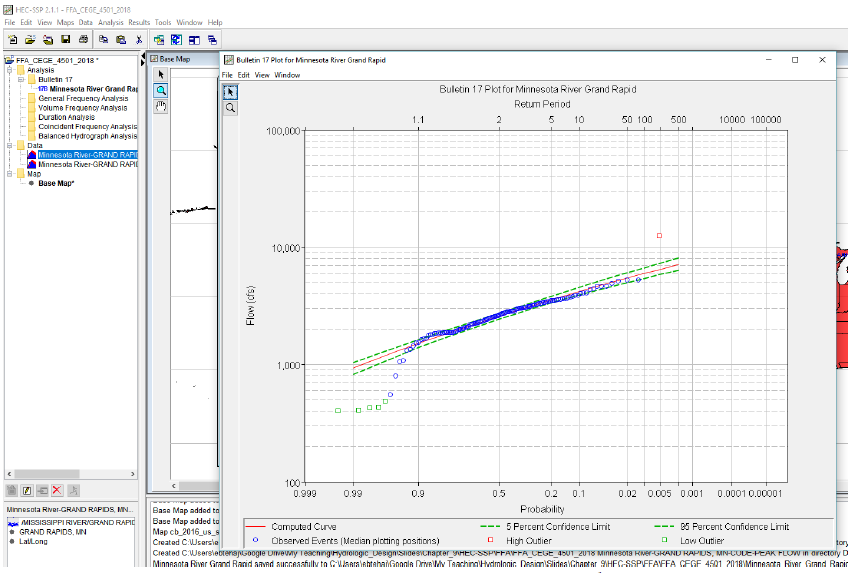 HEC-SSP 2.1.1 - FFA_CEGE_4501_2018
File Edit View Maps Data Analysis Results Tools Window Help
FFA_CEGE_4501_2018 *
Analysis
Bulletin 17
Minnesota River Grand Rap
General Frequency Analysis
Volume Frequency Analysis
Duration Analysis
Coincident Frequency Analysis
Balanced Hydrograph Analysis
Data
Minnesota River-GRAND RAPID
Minnesota River-GRAND RAPID
Map
Base Map*
Minnesota River-GRAND RAPIDS, MN...
/MISSISSIPPI RIVER/GRAND RAPID
GRAND RAPIDS, MN
Lat/Long
Base Map
Bulletin 17 Plot for Minnesota River Grand Rapid
File Edit View Window
Bulletin 17 Plot for Minnesota River Grand Rapid
Return Period
1.1 2 5 10 50 100 500 10000 100000
100,000
10,000
1,000
100
Flow (cfs)
0.999 0.99 0.9 0.5 0.2 0.1 0.02 0.005 0.001 0.0001 0.00001
Probability
Computed Curve 5 Percent Confidence Limit 95 Percent Confidence Limit
Observed Events (Median plotting positions) High Outlier Low Outlier
Base Map added to
Base Map added to
Map cb_2016_us_s
Created C:\Users\ebtehaj\Google Drive\My Teaching\Hydrologic_Design\Slides\Chapter_9\HEC-SSP\FFA\FFA_CEGE_4501_2018\Minnesota River-GRAND RAPIDS, MN-CODE-PEAK FLOW in directory D
Minnesota River Grand Rapid saved successfully to C:\Users\ebtehaj\Google Drive\My Teaching\Hydrologic_Design\Slides\Chapter_9\HEC-SSP\FFA\FFA_CEGE_4501_2018\Minnesota River Grand Rapid